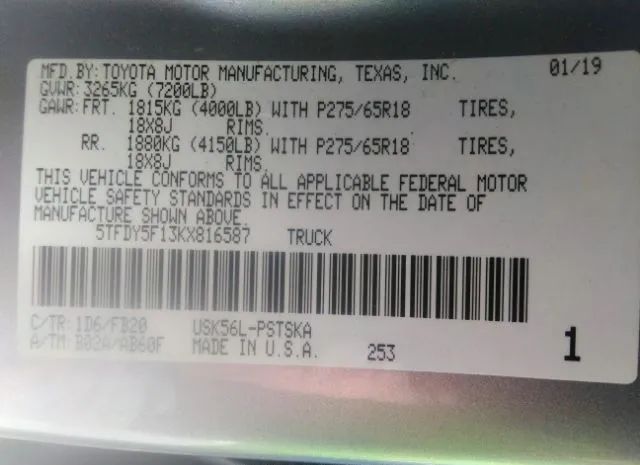 MFD.BY:TOYOTA MOTOR MANUFACTURING, TEXAS, INC. 01/19
GVWR:3265KG (7200LB)
GAWR:FRT. 1815KG (4000LB) WITH P275/65R18 TIRES,
18X8J RIMS.
RR. 1880KG (4150LB) WITH P275/65R18 TIRES,
18X8J RIMS.
THIS VEHICLE CONFORMS TO ALL APPLICABLE FEDERAL MOTOR
VEHICLE SAFETY STANDARDS IN EFFECT ON THE DATE OF
MANUFACTURE SHOWN ABOVE.
5TFDY5F13KX816587 TRUCK
C/TR:1D6/FB20 USK56L-PSTSKA
A/TM:B02A/AB60F MADE IN U.S.A. 253 1